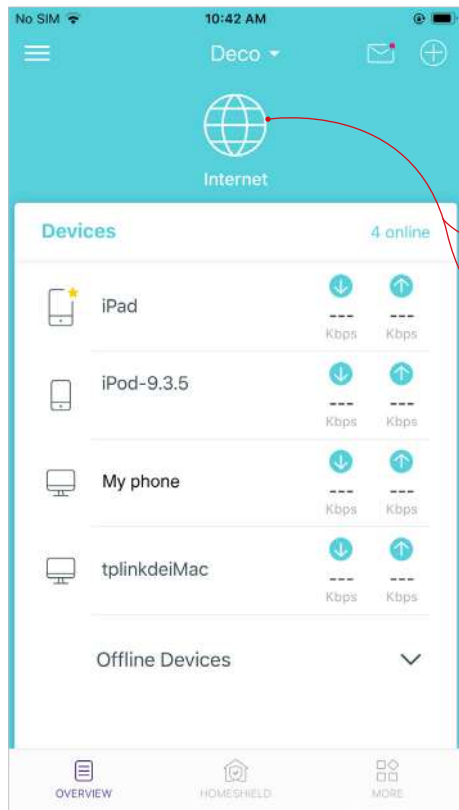 No SIM 10:42 AM
Deco
Internet
Devices 4 online
iPad
--- ---
Kbps Kbps
iPod-9.3.5
--- ---
Kbps Kbps
My phone
--- ---
Kbps Kbps
tplinkdeiMac
--- ---
Kbps Kbps
Offline Devices
OVERVIEW HOMESHIELD MORE